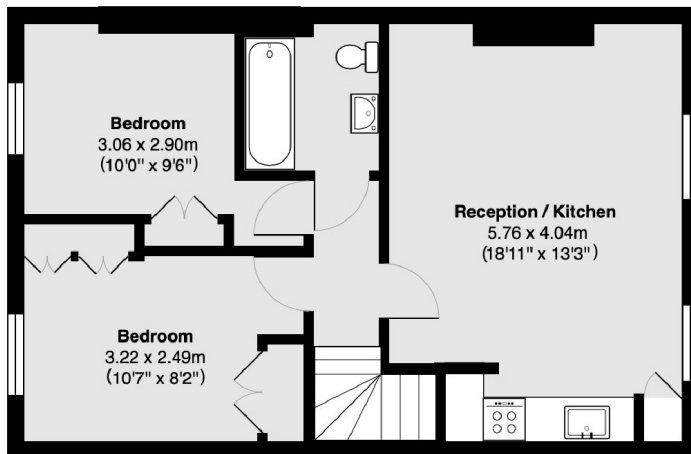 Bedroom
3.06 x 2.90m
(10'0" x 9'6")
Reception / Kitchen
5.76 x 4.04m
(18'11" x 13'3")
Bedroom
3.22 x 2.49m
(10'7" x 8'2")